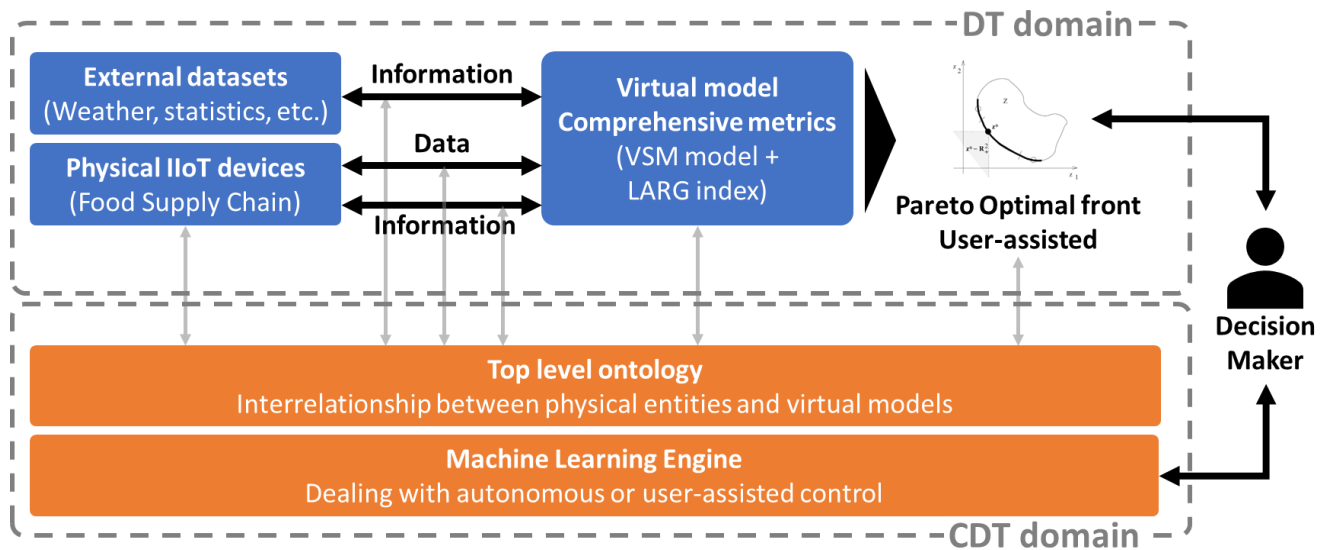 DT domain
External datasets
(Weather, statistics, etc.)
Information
Physical IIoT devices
(Food Supply Chain)
Data
Information
Virtual model
Comprehensive metrics
(VSM model +
LARG index)
z₂
Z
z₁
Pareto Optimal front
User-assisted
Decision
Maker
Top level ontology
Interrelationship between physical entities and virtual models
Machine Learning Engine
Dealing with autonomous or user-assisted control
CDT domain